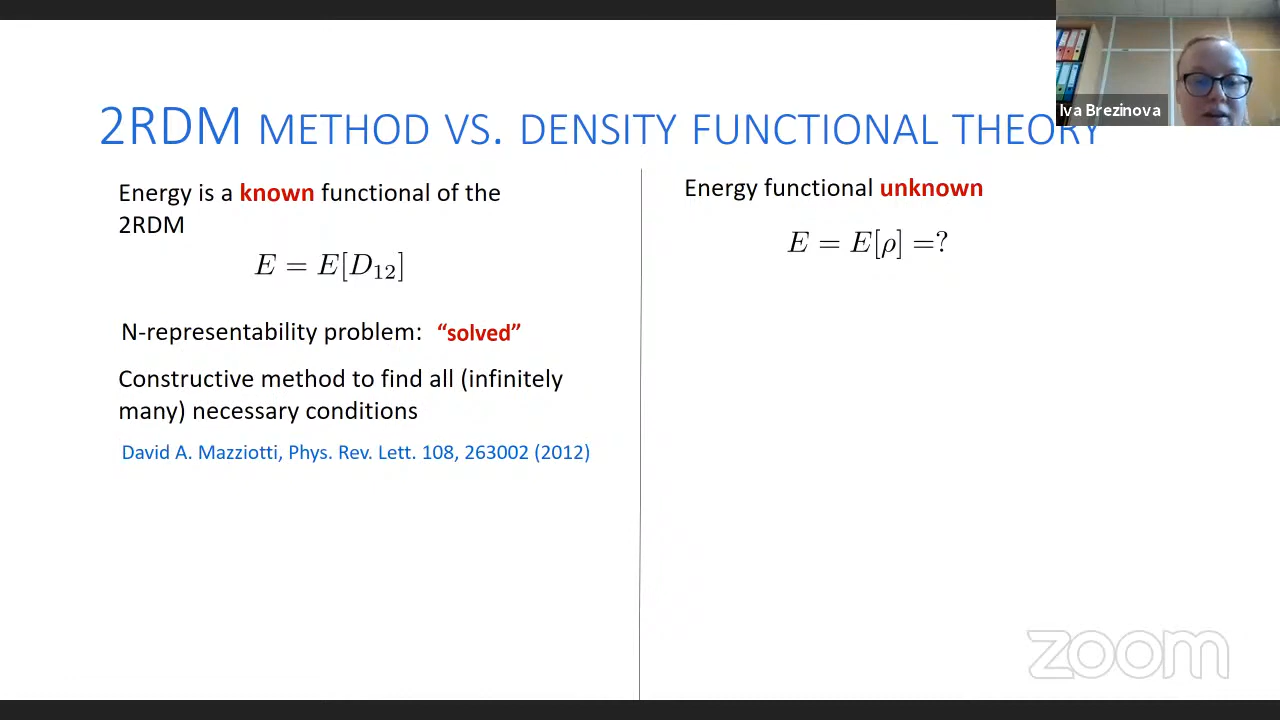 2RDM METHOD VS. DENSITY FUNCTIONAL THEORY
Iva Brezinova
Energy is a known functional of the
2RDM
E = E[D₁₂]
N-representability problem: “solved”
Constructive method to find all (infinitely
many) necessary conditions
David A. Mazziotti, Phys. Rev. Lett. 108, 263002 (2012)
Energy functional unknown
E = E[ρ] =?
zoom